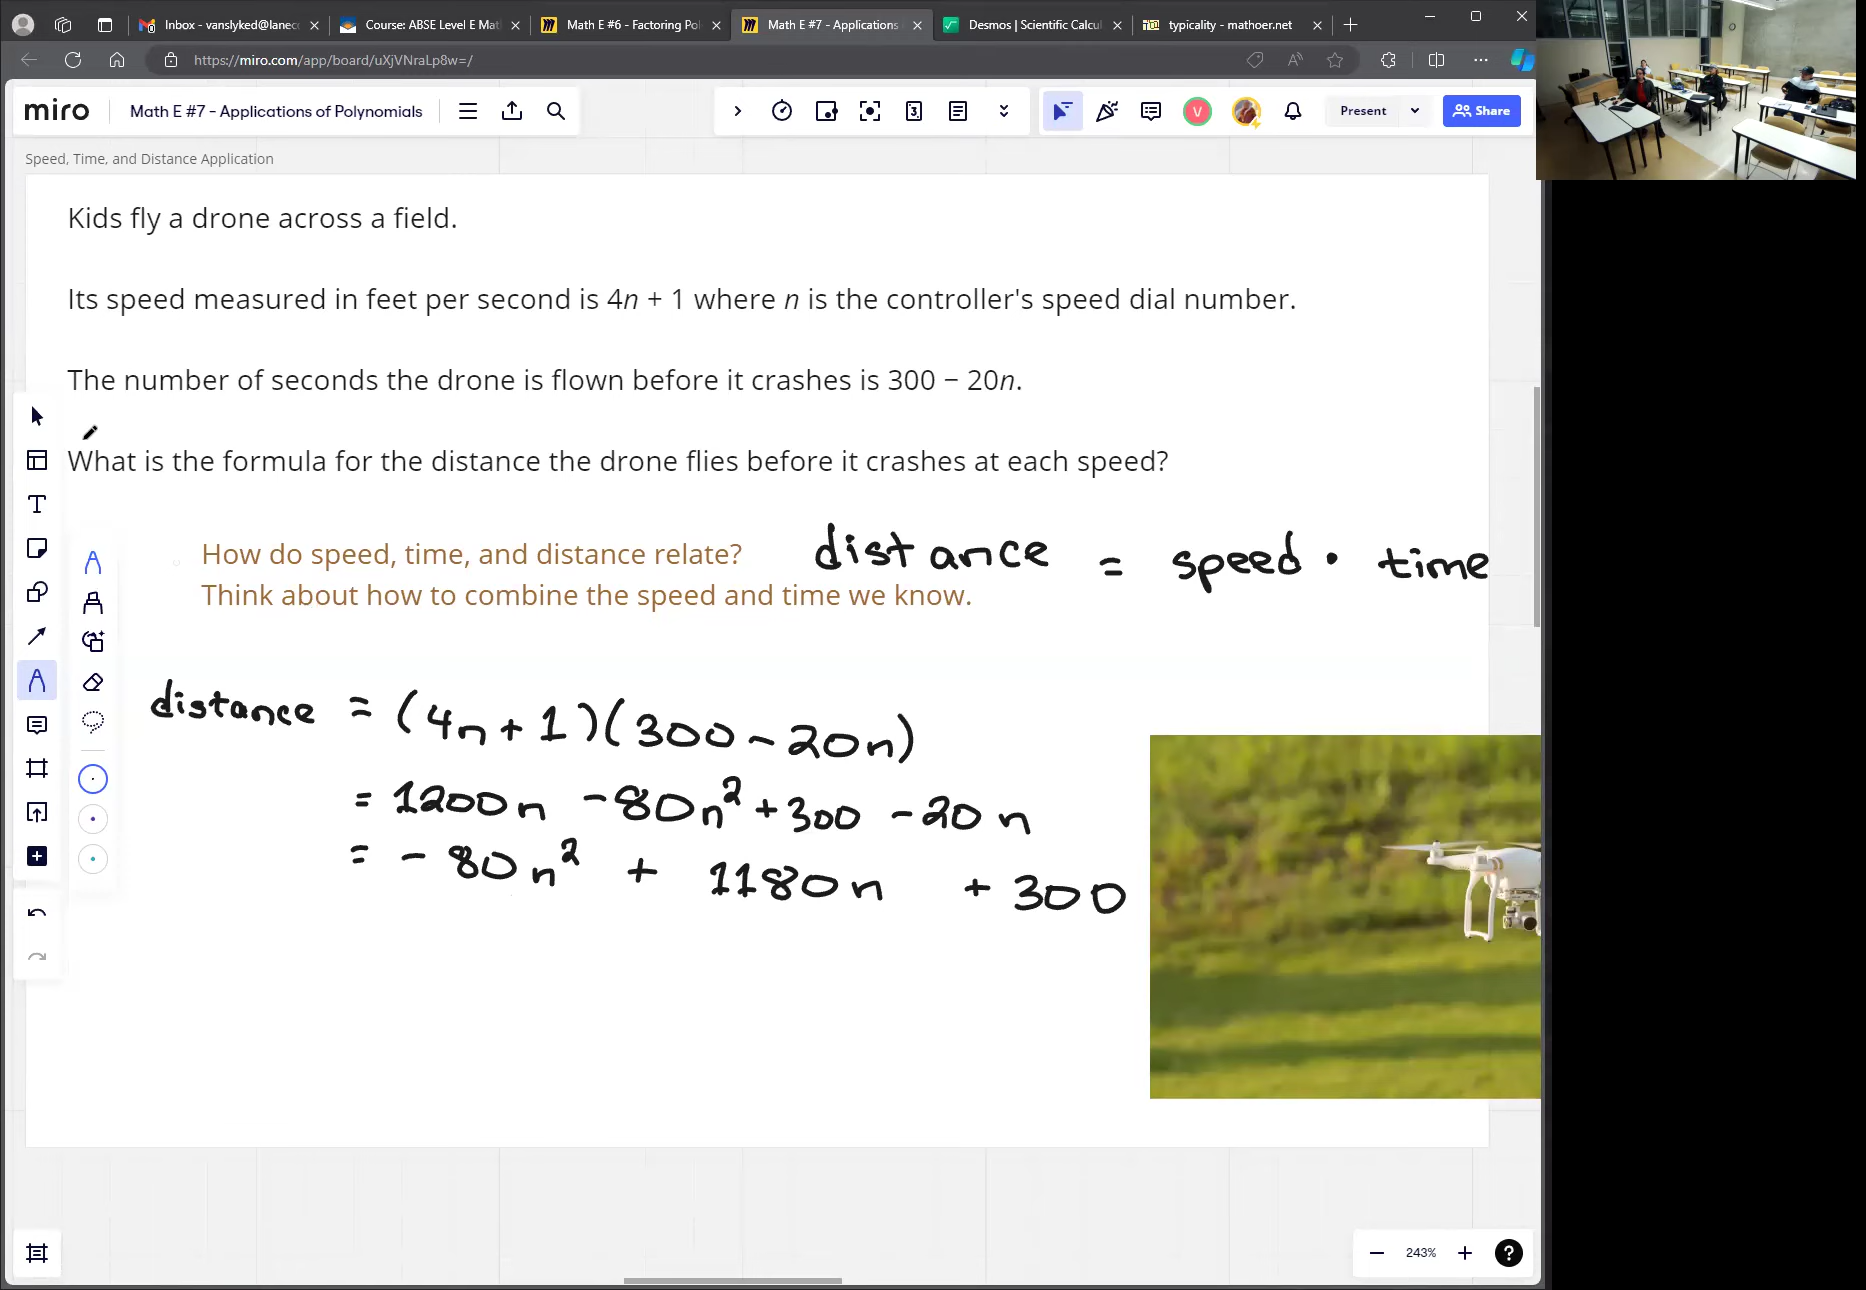 Inbox - vanslyked@lanec
Course: ABSE Level E Mat
Math E #6 - Factoring Pol
Math E #7 - Applications
Desmos | Scientific Calcul
typicality - mathoer.net
https://miro.com/app/board/uXjVNraLp8w=/
miro
Math E #7 - Applications of Polynomials
V
Present
Share
Speed, Time, and Distance Application
Kids fly a drone across a field.
Its speed measured in feet per second is 4n + 1 where n is the controller's speed dial number.
The number of seconds the drone is flown before it crashes is 300 − 20n.
What is the formula for the distance the drone flies before it crashes at each speed?
How do speed, time, and distance relate?
Think about how to combine the speed and time we know.
distance = speed · time
distance = (4n + 1)(300 - 20n)
= 1200n - 80n² + 300 - 20n
= - 80n² + 1180n + 300
243%